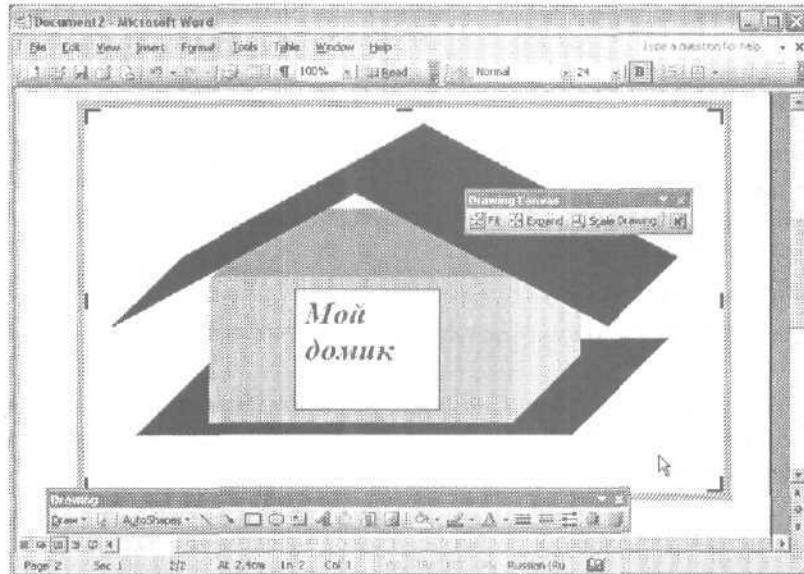 Document2 - Microsoft Word
File Edit View Insert Format Tools Table Window Help
Type a question for help
100% Read Normal 24 B
Drawing Canvas
Fit Expand Scale Drawing
Мой
домик
Drawing
Draw AutoShapes
Page 2 Sec 1 2/2 At 2,4cm Ln 2 Col 1 Russian (Ru